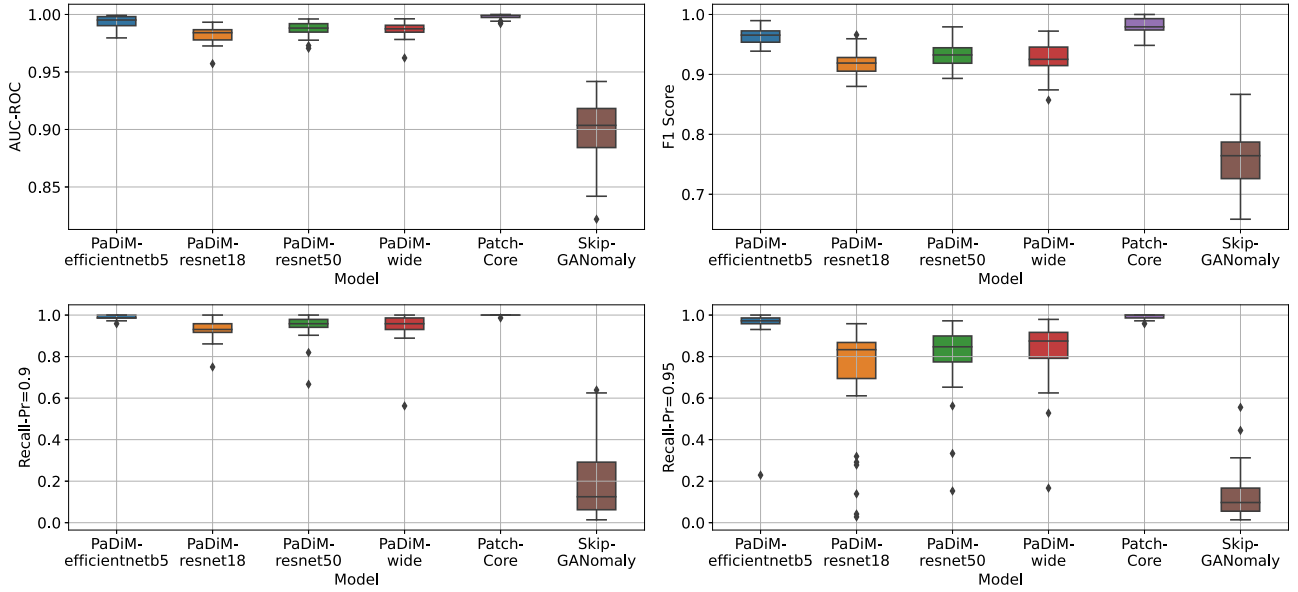 1.00
0.95
0.90
0.85
AUC-ROC
PaDiM-
efficientnetb5
PaDiM-
resnet18
PaDiM-
resnet50
PaDiM-
wide
Patch-
Core
Skip-
GANomaly
Model
1.0
0.9
0.8
0.7
F1 Score
PaDiM-
efficientnetb5
PaDiM-
resnet18
PaDiM-
resnet50
PaDiM-
wide
Patch-
Core
Skip-
GANomaly
Model
1.0
0.8
0.6
0.4
0.2
0.0
Recall-Pr=0.9
PaDiM-
efficientnetb5
PaDiM-
resnet18
PaDiM-
resnet50
PaDiM-
wide
Patch-
Core
Skip-
GANomaly
Model
1.0
0.8
0.6
0.4
0.2
0.0
Recall-Pr=0.95
PaDiM-
efficientnetb5
PaDiM-
resnet18
PaDiM-
resnet50
PaDiM-
wide
Patch-
Core
Skip-
GANomaly
Model